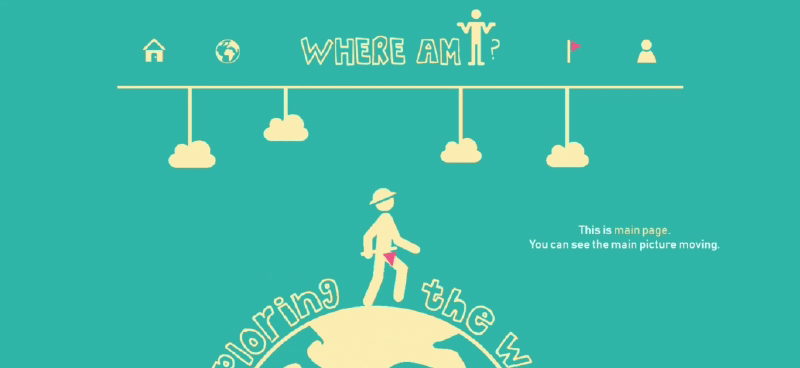 WHERE AM I?
This is main page.
You can see the main picture moving.
ploring the w